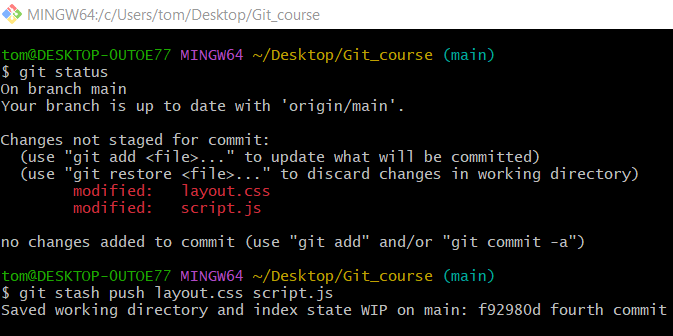 MINGW64:/c/Users/tom/Desktop/Git_course
tom@DESKTOP-OUTOE77 MINGW64 ~/Desktop/Git_course (main)
$ git status
On branch main
Your branch is up to date with 'origin/main'.
Changes not staged for commit:
(use "git add <file>..." to update what will be committed)
(use "git restore <file>..." to discard changes in working directory)
modified: layout.css
modified: script.js
no changes added to commit (use "git add" and/or "git commit -a")
tom@DESKTOP-OUTOE77 MINGW64 ~/Desktop/Git_course (main)
$ git stash push layout.css script.js
Saved working directory and index state WIP on main: f92980d fourth commit